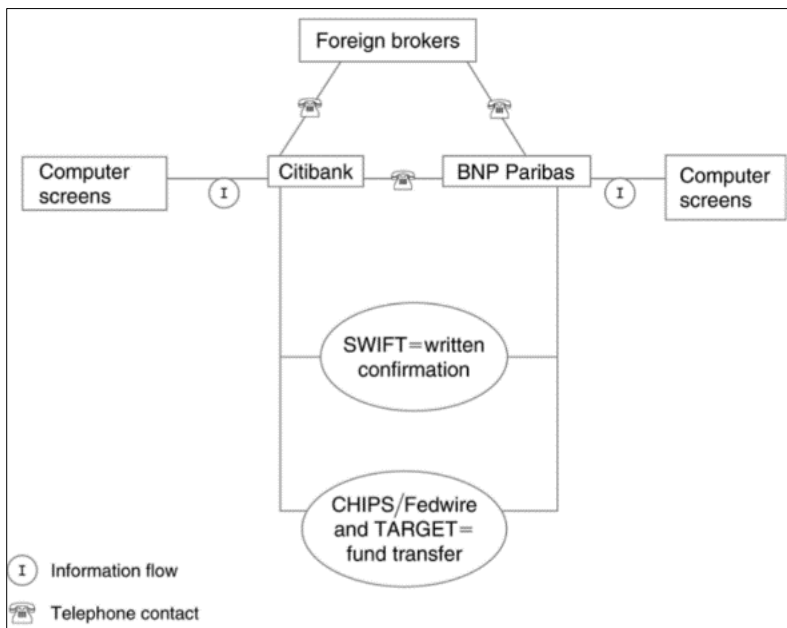 Foreign brokers
Computer
screens
I
Citibank
BNP Paribas
I
Computer
screens
SWIFT=written
confirmation
CHIPS/Fedwire
and TARGET=
fund transfer
I Information flow
Telephone contact